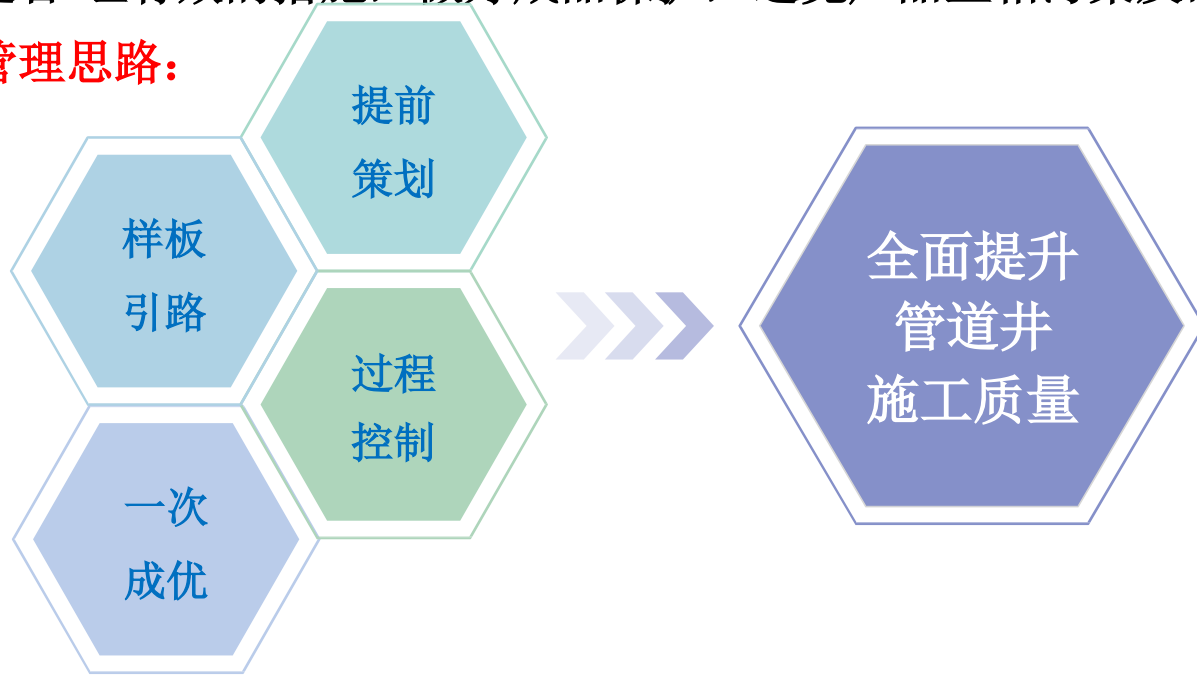 管理思路：
提前
策划
样板
引路
过程
控制
一次
成优
全面提升
管道井
施工质量